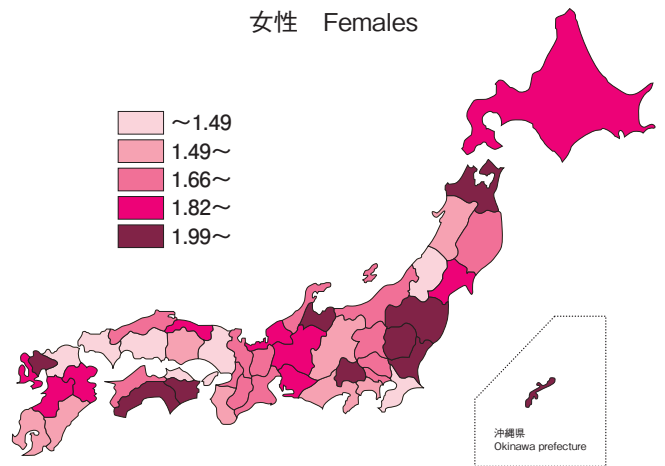 女性　Females
～1.49
1.49～
1.66～
1.82～
1.99～
沖縄県
Okinawa prefecture